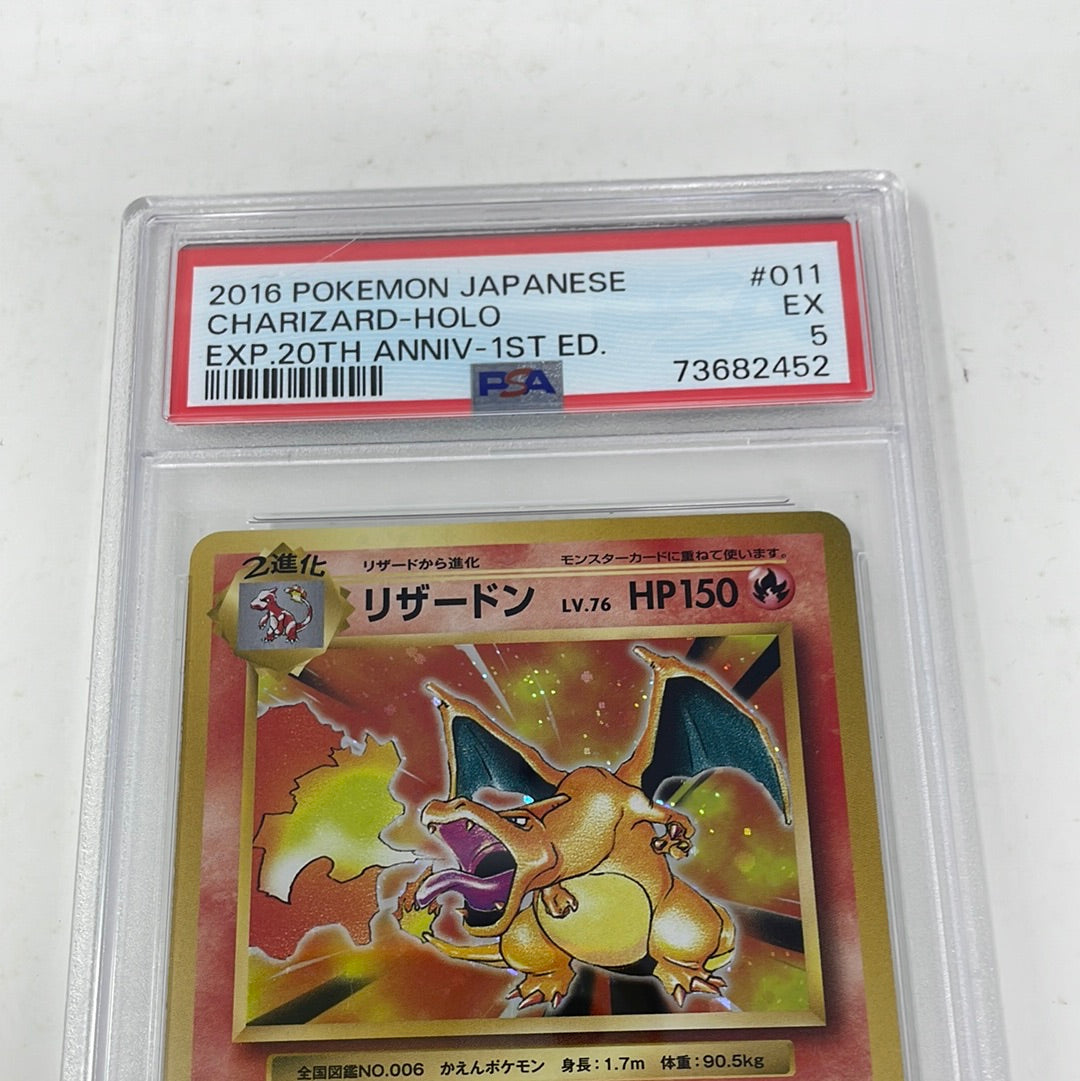 2016 POKEMON JAPANESE #011
CHARIZARD-HOLO EX
EXP.20TH ANNIV-1ST ED. 5
PSA 73682452
2進化 リザードから進化 モンスターカードに重ねて使います。
リザードン LV.76 HP150
全国図鑑NO.006 かえんポケモン 身長:1.7m 体重:90.5kg